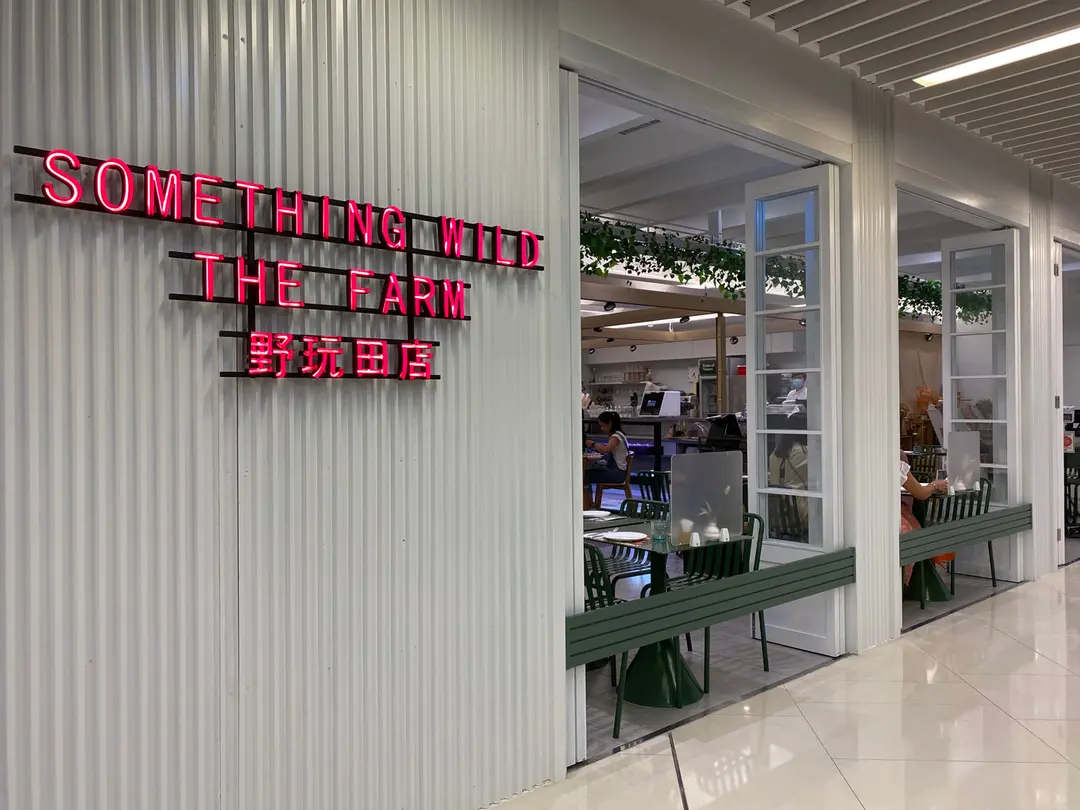 SOMETHING WILD
THE FARM
野玩田店